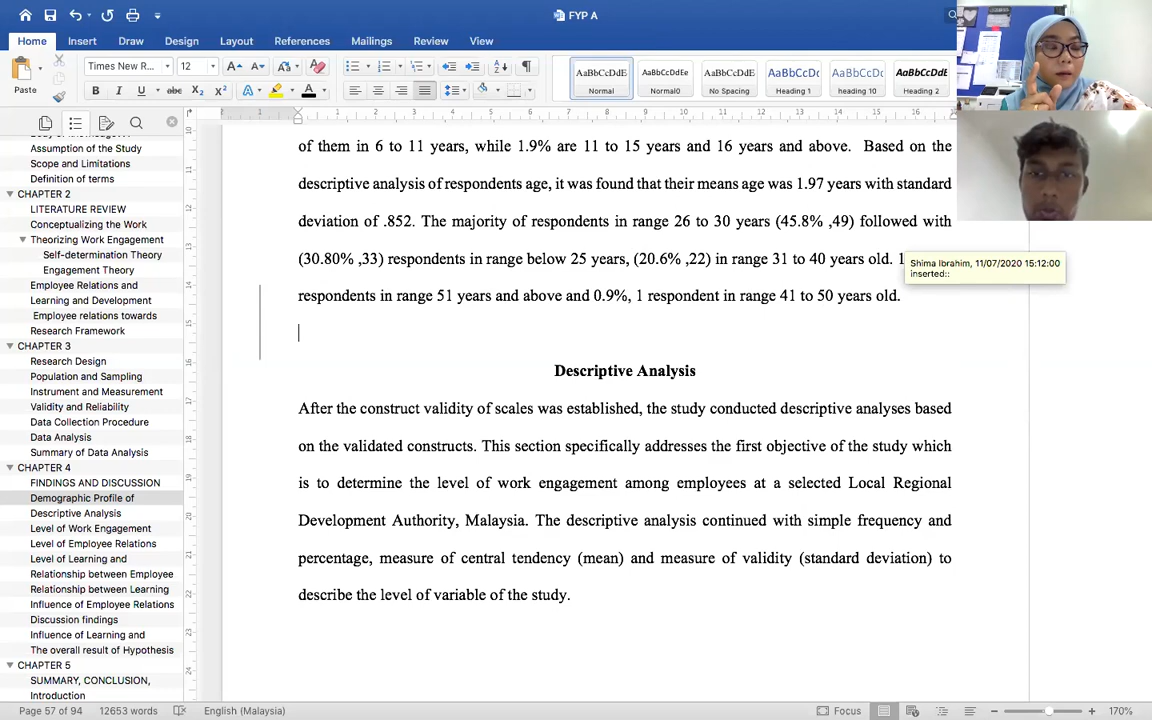 FYP A
Home Insert Draw Design Layout References Mailings Review View
Paste
Times New R... 12
AaBbCcDdE AaBbCcDdEe AaBbCcDdE AaBbCcDc AaBbCcDc AaBbCcDd
Normal Normal0 No Spacing Heading 1 heading 10 Heading 2
Assumption of the Study
Scope and Limitations
Definition of terms
CHAPTER 2
LITERATURE REVIEW
Conceptualizing the Work
Theorizing Work Engagement
Self-determination Theory
Engagement Theory
Employee Relations and
Learning and Development
Employee relations towards
Research Framework
CHAPTER 3
Research Design
Population and Sampling
Instrument and Measurement
Validity and Reliability
Data Collection Procedure
Data Analysis
Summary of Data Analysis
CHAPTER 4
FINDINGS AND DISCUSSION
Demographic Profile of
Descriptive Analysis
Level of Work Engagement
Level of Employee Relations
Level of Learning and
Relationship between Employee
Relationship between Learning
Influence of Employee Relations
Discussion findings
Influence of Learning and
The overall result of Hypothesis
CHAPTER 5
SUMMARY, CONCLUSION,
Introduction
of them in 6 to 11 years, while 1.9% are 11 to 15 years and 16 years and above. Based on the
descriptive analysis of respondents age, it was found that their means age was 1.97 years with standard
deviation of .852. The majority of respondents in range 26 to 30 years (45.8% ,49) followed with
(30.80% ,33) respondents in range below 25 years, (20.6% ,22) in range 31 to 40 years old. 1
respondents in range 51 years and above and 0.9%, 1 respondent in range 41 to 50 years old.
Shima Ibrahim, 11/07/2020 15:12:00
inserted::
Descriptive Analysis
After the construct validity of scales was established, the study conducted descriptive analyses based
on the validated constructs. This section specifically addresses the first objective of the study which
is to determine the level of work engagement among employees at a selected Local Regional
Development Authority, Malaysia. The descriptive analysis continued with simple frequency and
percentage, measure of central tendency (mean) and measure of validity (standard deviation) to
describe the level of variable of the study.
Page 57 of 94 12653 words English (Malaysia) Focus 170%